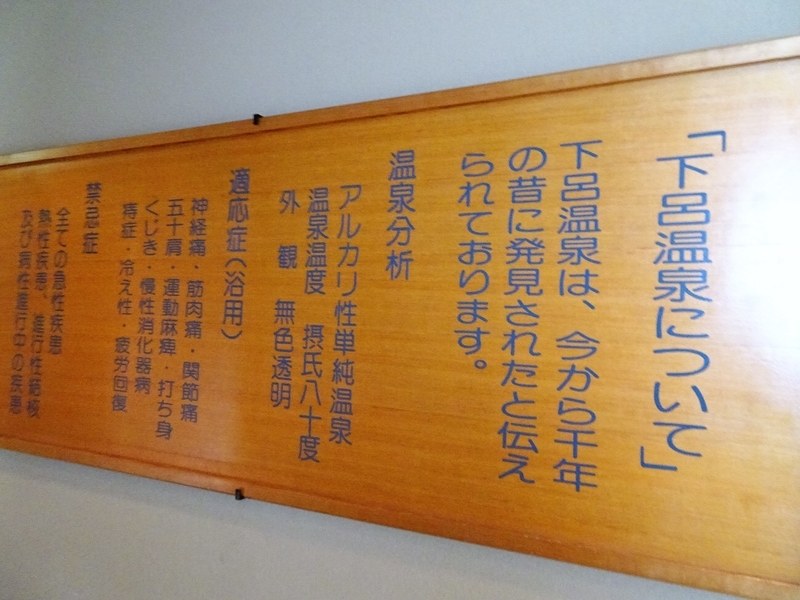 「下呂温泉について」
下呂温泉は、今から千年
の昔に発見されたと伝え
られております。
温泉分析
アルカリ性単純温泉
温泉温度 摂氏八十度
外観 無色透明
適応症(浴用)
神経痛・筋肉痛・関節痛
五十肩・運動麻痺・打ち身
くじき・慢性消化器病
痔症・冷え性・疲労回復
禁忌症
全ての急性疾患
熱性疾患、進行性結核
及び病性進行中の疾患